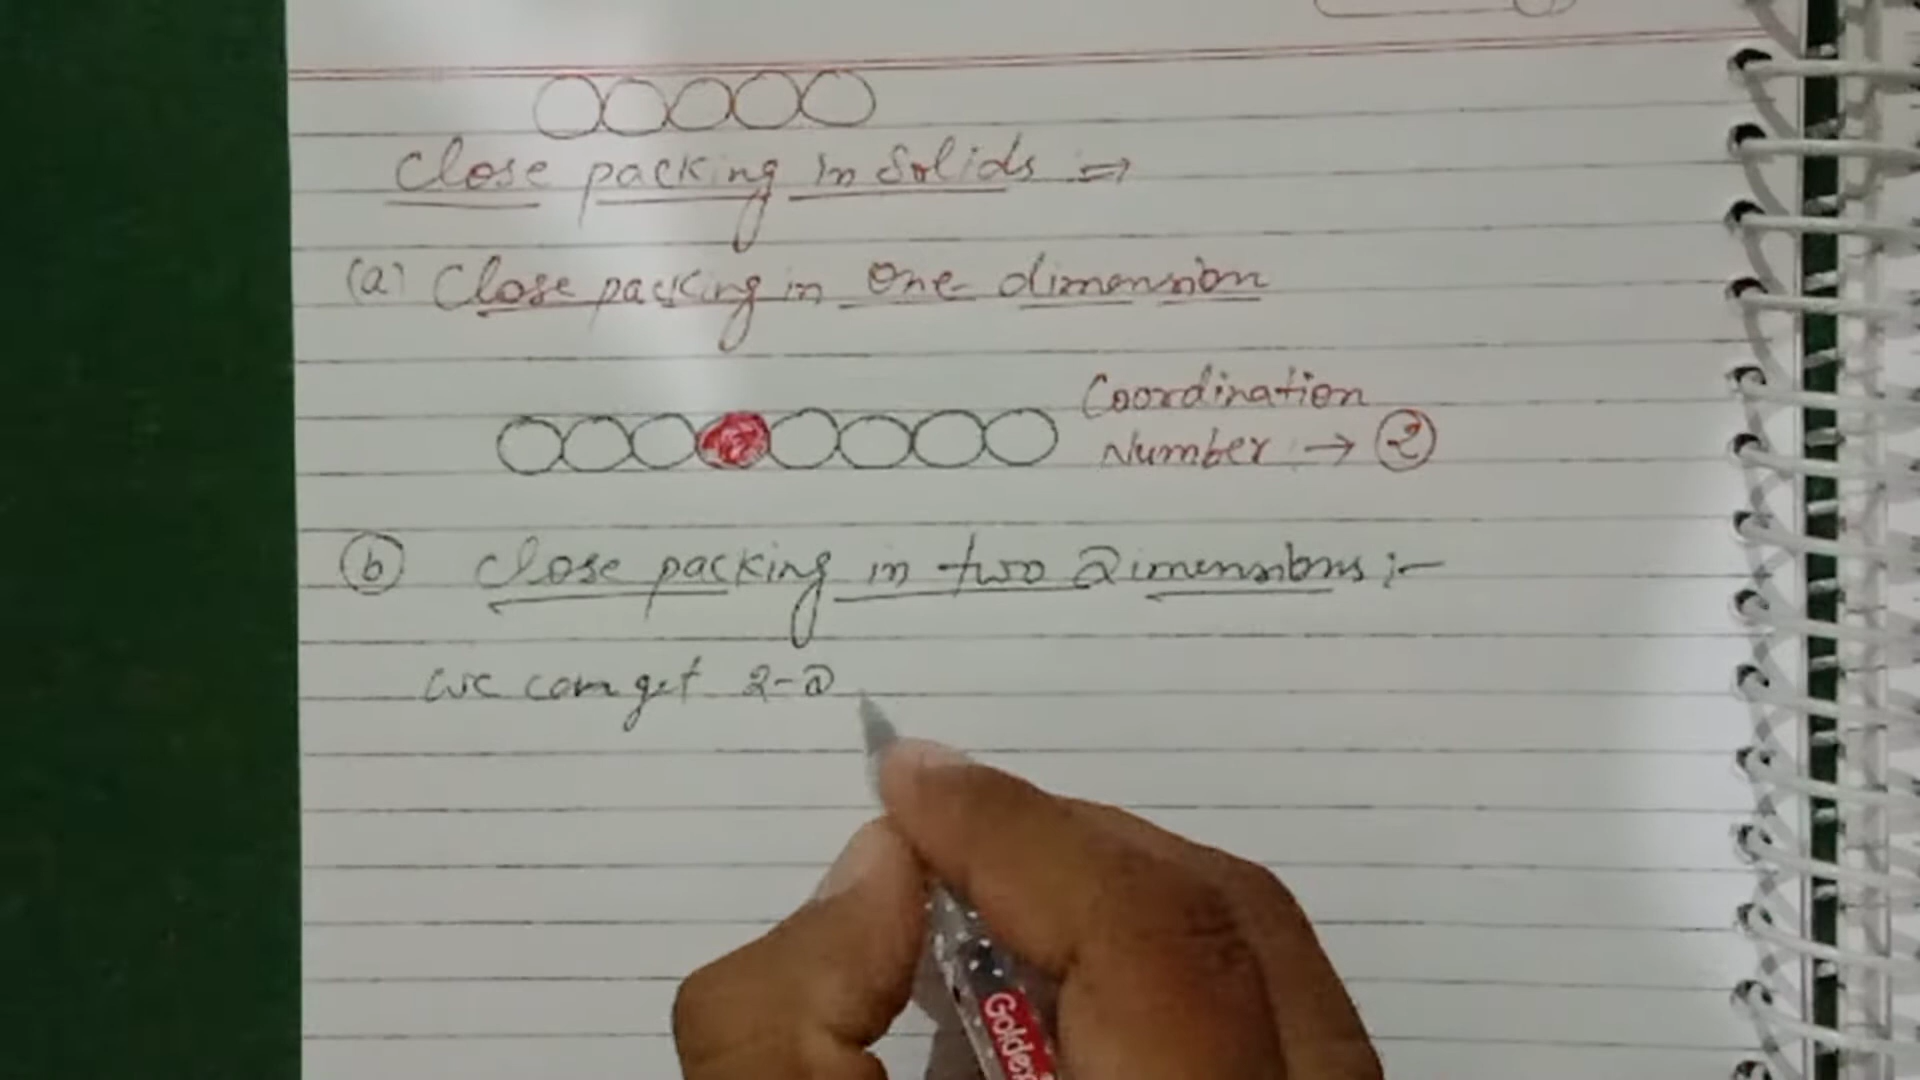 Close packing in Solids ⇒
(a) Close packing in One dimension
Coordination
Number → 2
b Close packing in two Dimensions :-
we can get 2-D
Golden